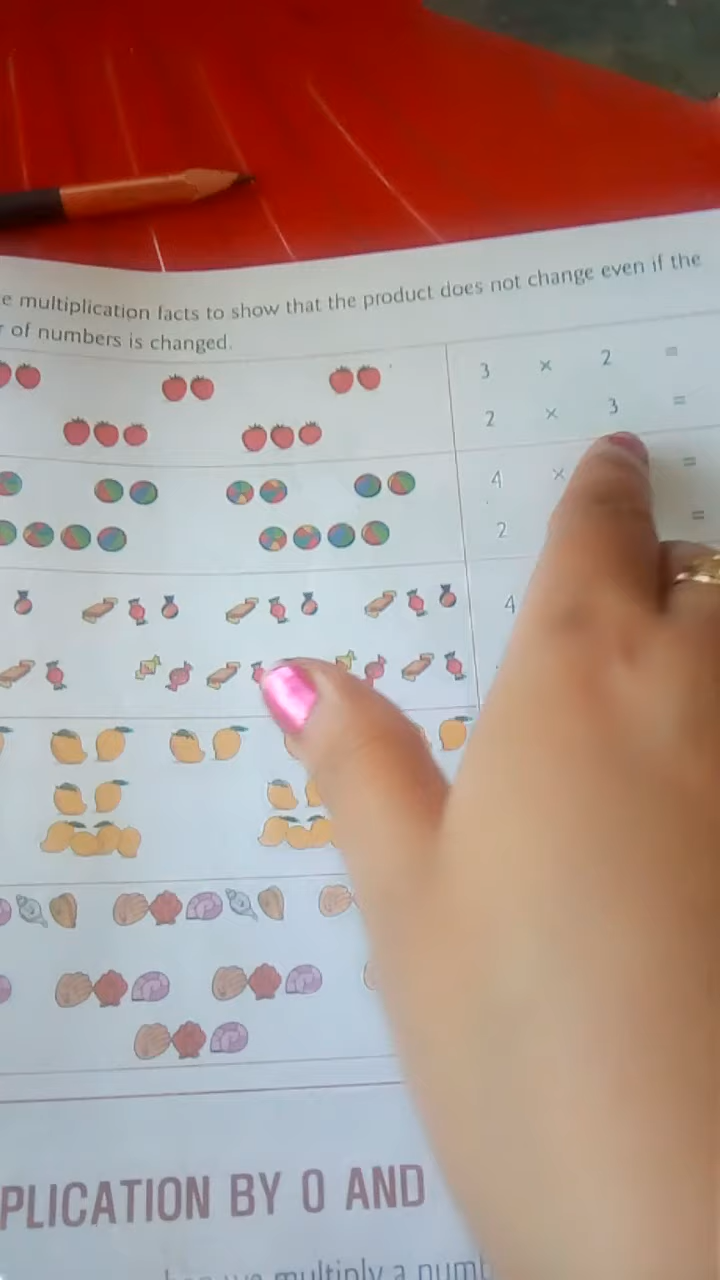 e multiplication facts to show that the product does not change even if the
r of numbers is changed.
3 × 2 =
2 × 3 =
4 × =
2 =
4
PLICATION BY 0 AND
we multiply a numb